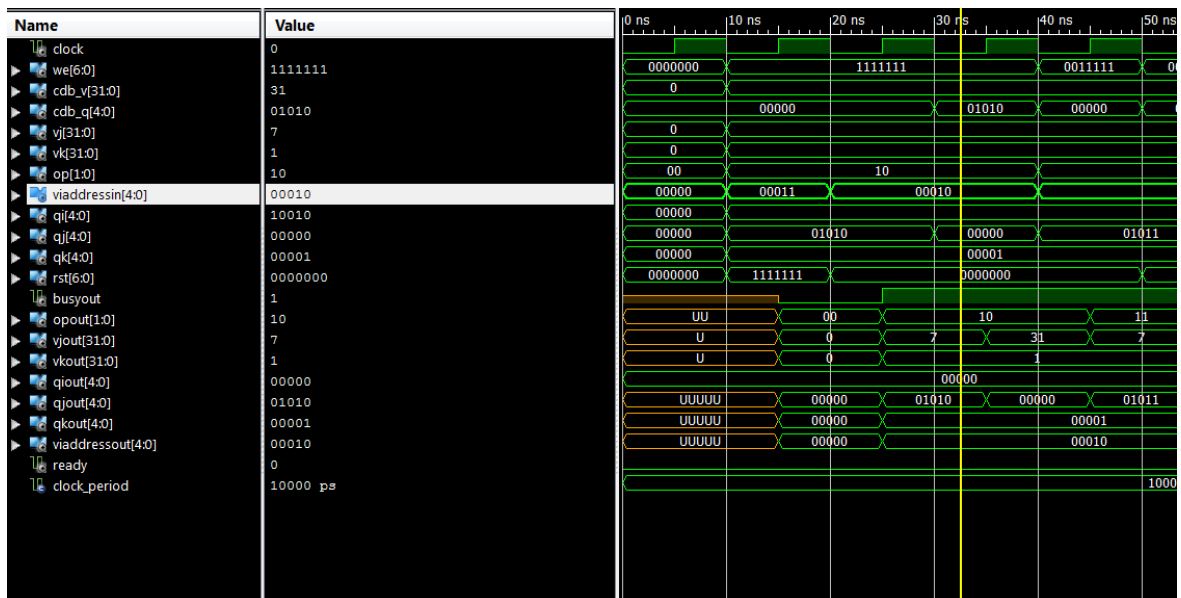 Name Value 0 ns 10 ns 20 ns 30 ns 40 ns 50 ns
clock 0
we[6:0] 1111111 0000000 1111111 0011111 0
cdb_v[31:0] 31 0
cdb_q[4:0] 01010 00000 01010 00000
vj[31:0] 7 0
vk[31:0] 1 0
op[1:0] 10 00 10
viaddressin[4:0] 00010 00000 00011 00010
qi[4:0] 10010 00000
qj[4:0] 00000 00000 01010 00000 01011
qk[4:0] 00001 00000 00001
rst[6:0] 0000000 0000000 1111111 0000000
busyout 1
opout[1:0] 10 UU 00 10 11
vjout[31:0] 7 U 0 7 31 7
vkout[31:0] 1 U 0 1
qiout[4:0] 00000 00000
qjout[4:0] 01010 UUUUU 00000 01010 00000 01011
qkout[4:0] 00001 UUUUU 00000 00001
viaddressout[4:0] 00010 UUUUU 00000 00010
ready 0
clock_period 10000 ps 1000